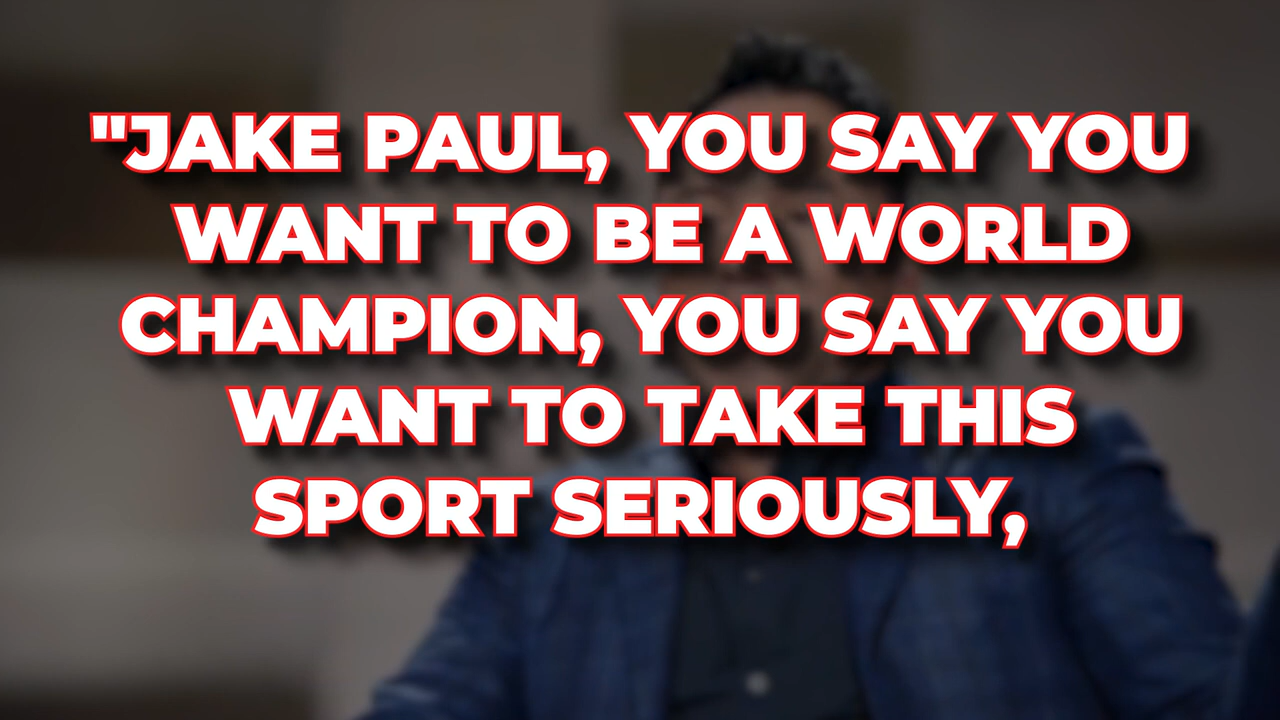 "JAKE PAUL, YOU SAY YOU
WANT TO BE A WORLD
CHAMPION, YOU SAY YOU
WANT TO TAKE THIS
SPORT SERIOUSLY,